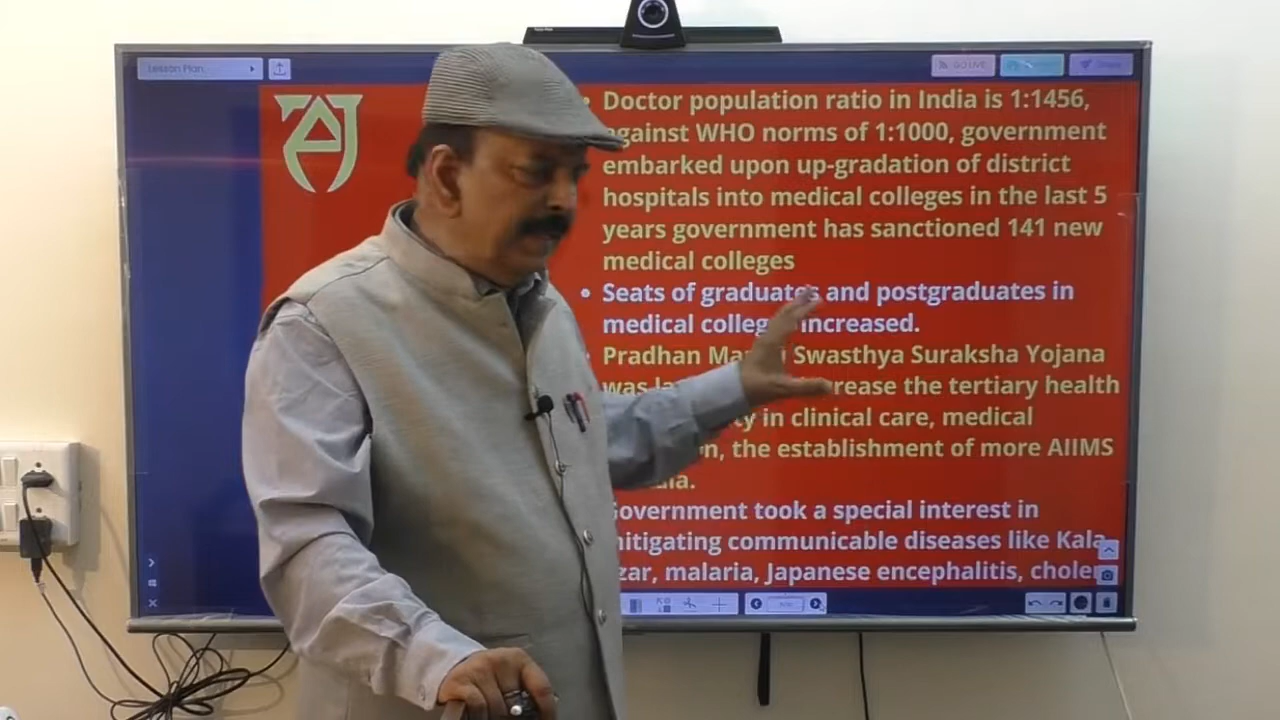 Lesson Plan
GO LIVE
• Doctor population ratio in India is 1:1456,
against WHO norms of 1:1000, government
embarked upon up-gradation of district
hospitals into medical colleges in the last 5
years government has sanctioned 141 new
medical colleges
• Seats of graduates and postgraduates in
medical colleg increased.
• Pradhan Swasthya Suraksha Yojana
was the tertiary health
in clinical care, medical
the establishment of more AIIMS
Government took a special interest in
mitigating communicable diseases like Kala
zar, malaria, Japanese encephalitis, choler